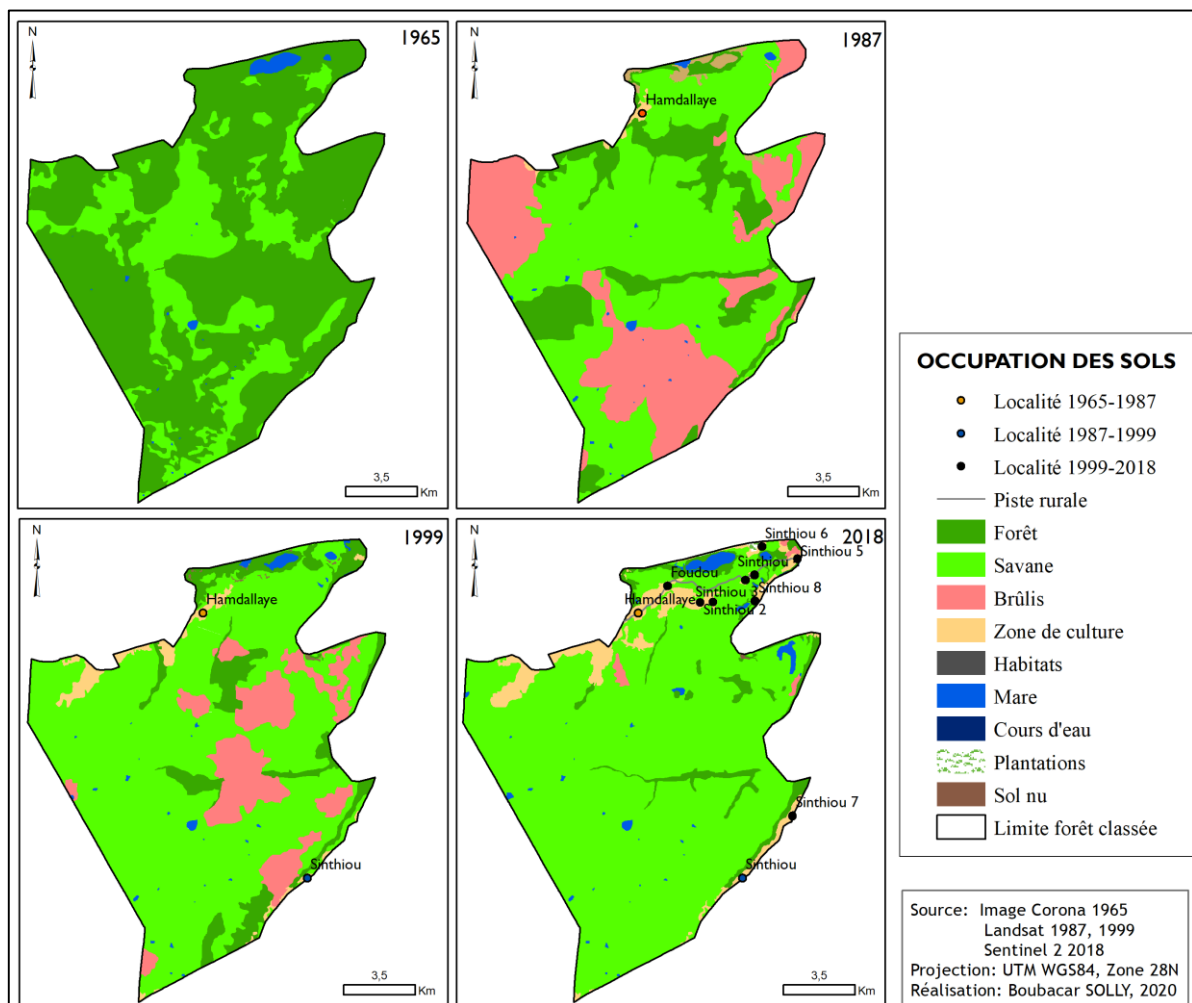 N
1965
3,5
Km
N
1987
Hamdallaye
3,5
Km
N
1999
Hamdallaye
Sinthiou
3,5
Km
N
2018
Sinthiou 6
Sinthiou 5
Sinthiou
Foudou
Sinthiou 8
Sinthiou 3
Hamdallaye
Sinthiou 2
Sinthiou 7
Sinthiou
3,5
Km
OCCUPATION DES SOLS
Localité 1965-1987
Localité 1987-1999
Localité 1999-2018
Piste rurale
Forêt
Savane
Brûlis
Zone de culture
Habitats
Mare
Cours d'eau
Plantations
Sol nu
Limite forêt classée
Source: Image Corona 1965
Landsat 1987, 1999
Sentinel 2 2018
Projection: UTM WGS84, Zone 28N
Réalisation: Boubacar SOLLY, 2020